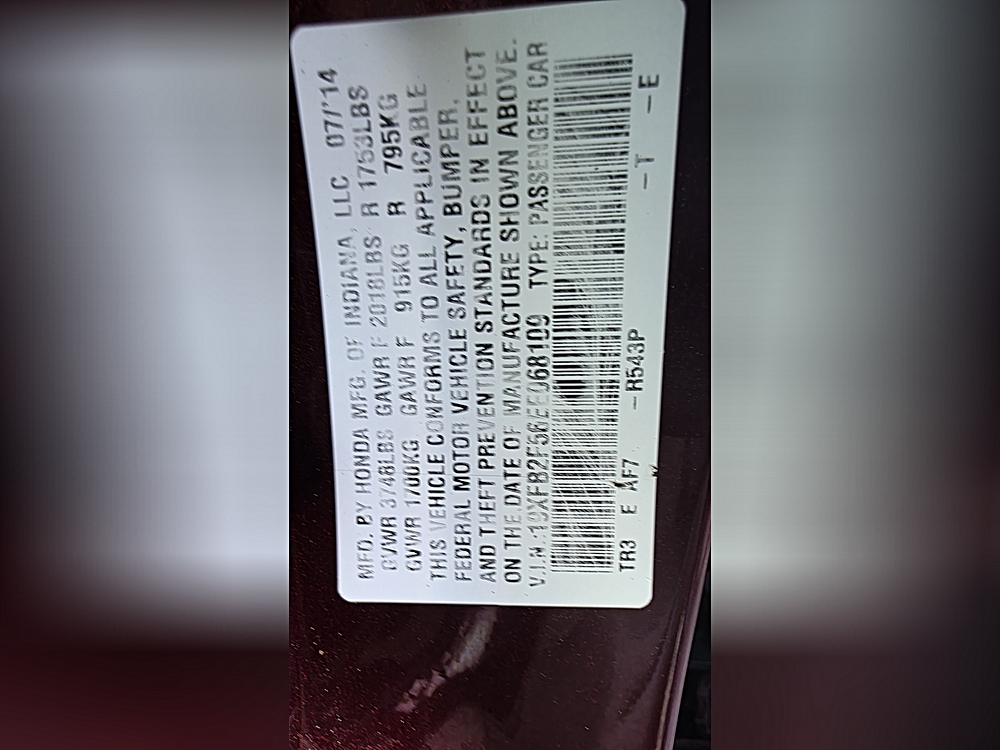 MFD. BY HONDA MFG. OF INDIANA, LLC 07/'14
GVWR 3748LBS GAWR F 2018LBS R 1753LBS
GVWR 1700KG GAWR F 915KG R 795KG
THIS VEHICLE CONFORMS TO ALL APPLICABLE
FEDERAL MOTOR VEHICLE SAFETY, BUMPER,
AND THEFT PREVENTION STANDARDS IN EFFECT
ON THE DATE OF MANUFACTURE SHOWN ABOVE.
V.I.N.: TYPE: PASSENGER CAR
TR3 E AF7 – R543P – T – E